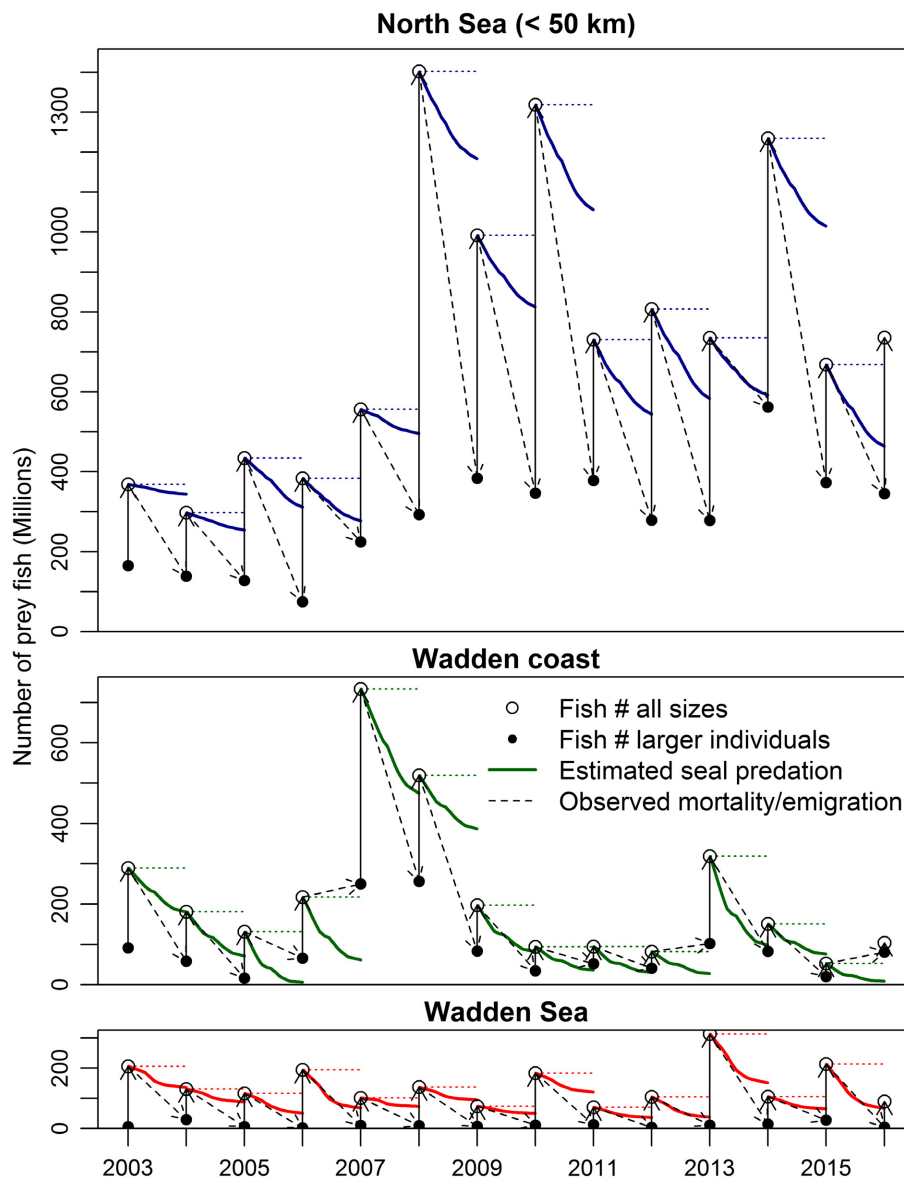 North Sea (< 50 km)
Number of prey fish (Millions)
1300
1000
800
600
400
200
0
Wadden coast
600
400
200
0
Fish # all sizes
Fish # larger individuals
Estimated seal predation
Observed mortality/emigration
Wadden Sea
200
0
2003
2005
2007
2009
2011
2013
2015